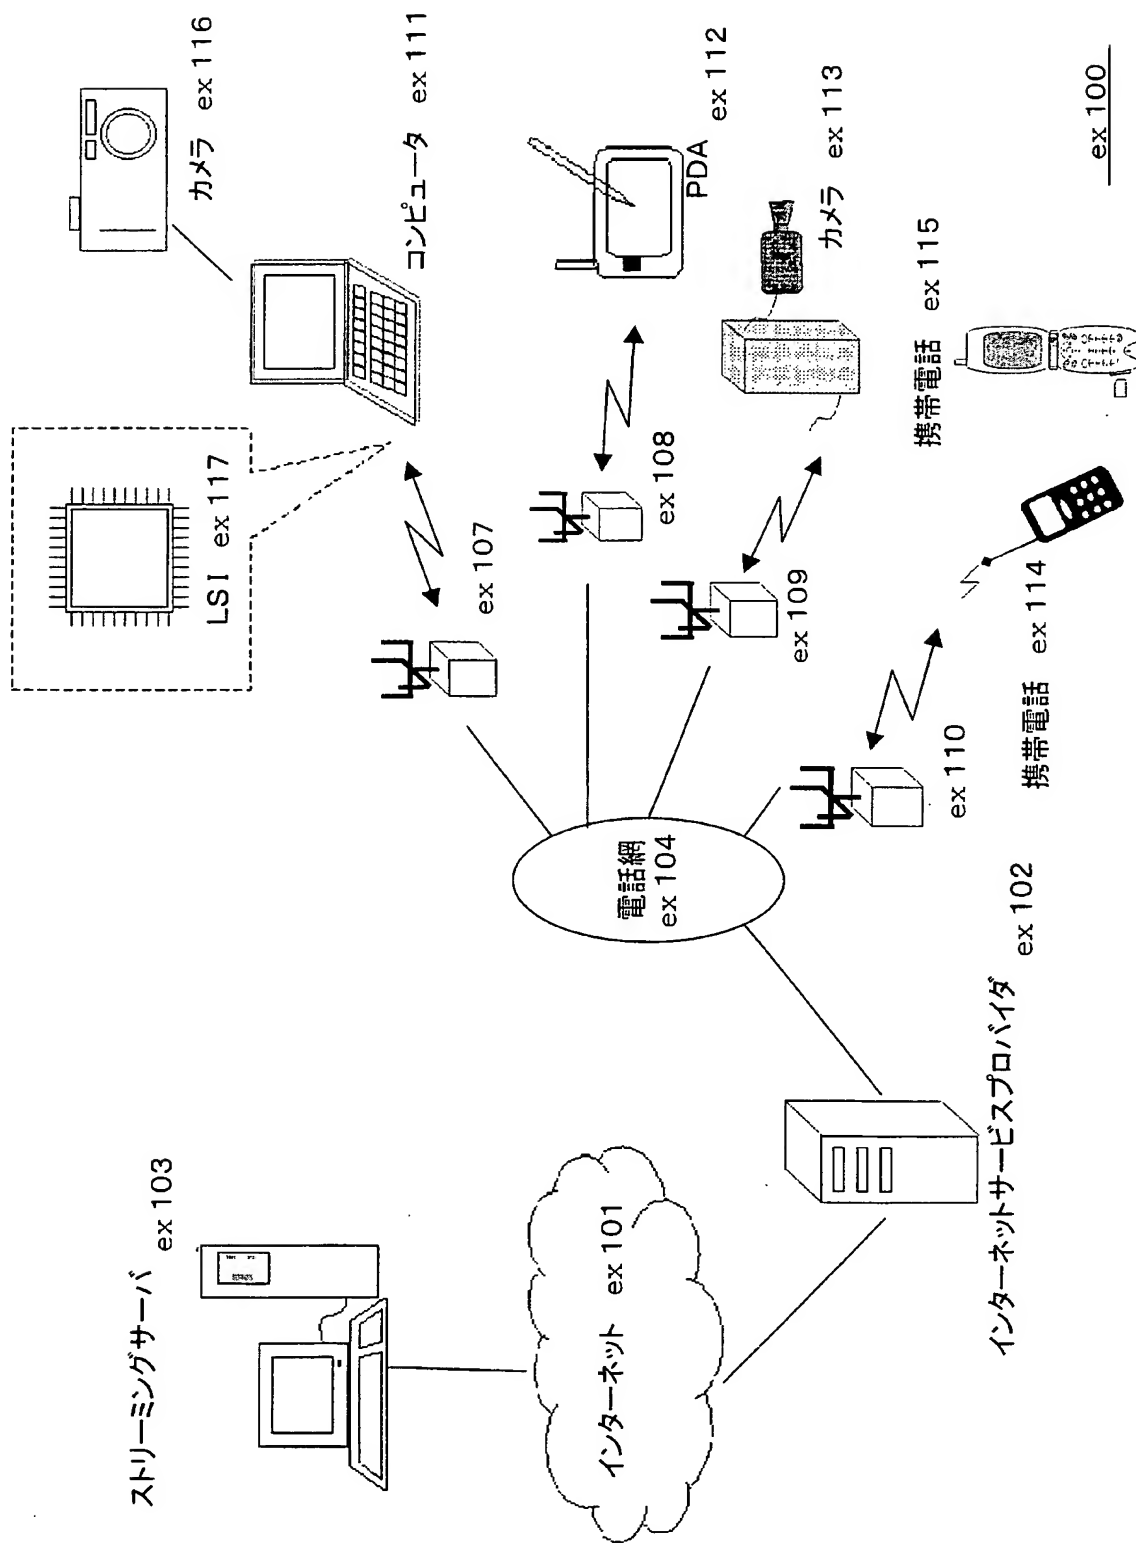 ストリーミングサーバ
ex 103
インターネット ex 101
インターネットサービスプロバイダ
ex 102
電話網
ex 104
LSI ex 117
ex 107
ex 108
ex 109
ex 110
カメラ ex 116
コンピュータ ex 111
PDA
ex 112
カメラ ex 113
携帯電話 ex 115
携帯電話 ex 114
ex 100